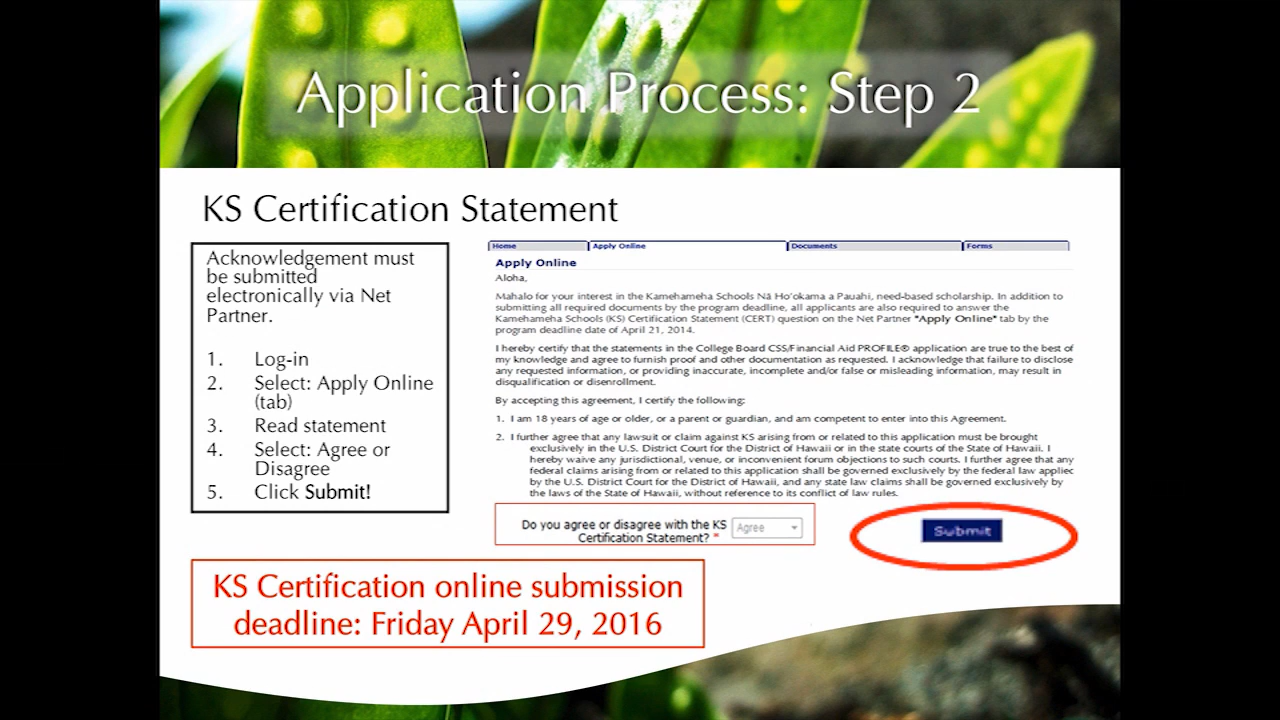 Application Process: Step 2
KS Certification Statement
Acknowledgement must
be submitted
electronically via Net
Partner.
1. Log-in
2. Select: Apply Online
(tab)
3. Read statement
4. Select: Agree or
Disagree
5. Click Submit!
Home Apply Online Documents Forms
Apply Online
Aloha,
Mahalo for your interest in the Kamehameha Schools Nā Ho'okama a Pauahi, need-based scholarship. In addition to
submitting all required documents by the program deadline, all applicants are also required to answer the
Kamehameha Schools (KS) Certification Statement (CERT) question on the Net Partner "Apply Online" tab by the
program deadline date of April 21, 2014.
I hereby certify that the statements in the College Board CSS/Financial Aid PROFILE® application are true to the best of
my knowledge and agree to furnish proof and other documentation as requested. I acknowledge that failure to disclose
any requested information, or providing inaccurate, incomplete and/or false or misleading information, may result in
disqualification or disenrollment.
By accepting this agreement, I certify the following:
1. I am 18 years of age or older, or a parent or guardian, and am competent to enter into this Agreement.
2. I further agree that any lawsuit or claim against KS arising from or related to this application must be brought
exclusively in the U.S. District Court for the District of Hawaii or in the state courts of the State of Hawaii. I
hereby waive any jurisdictional, venue, or inconvenient forum objections to such courts. I further agree that any
federal claims arising from or related to this application shall be governed exclusively by the federal law applied
by the U.S. District Court for the District of Hawaii, and any state law claims shall be governed exclusively by
the laws of the State of Hawaii, without reference to its conflict of law rules.
Do you agree or disagree with the KS
Certification Statement? * Agree
Submit
KS Certification online submission
deadline: Friday April 29, 2016